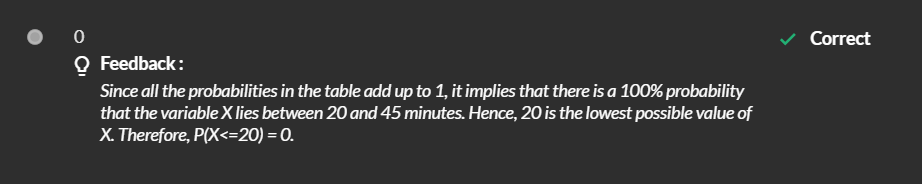 0
Correct
Feedback :
Since all the probabilities in the table add up to 1, it implies that there is a 100% probability
that the variable X lies between 20 and 45 minutes. Hence, 20 is the lowest possible value of
X. Therefore, P(X<=20) = 0.